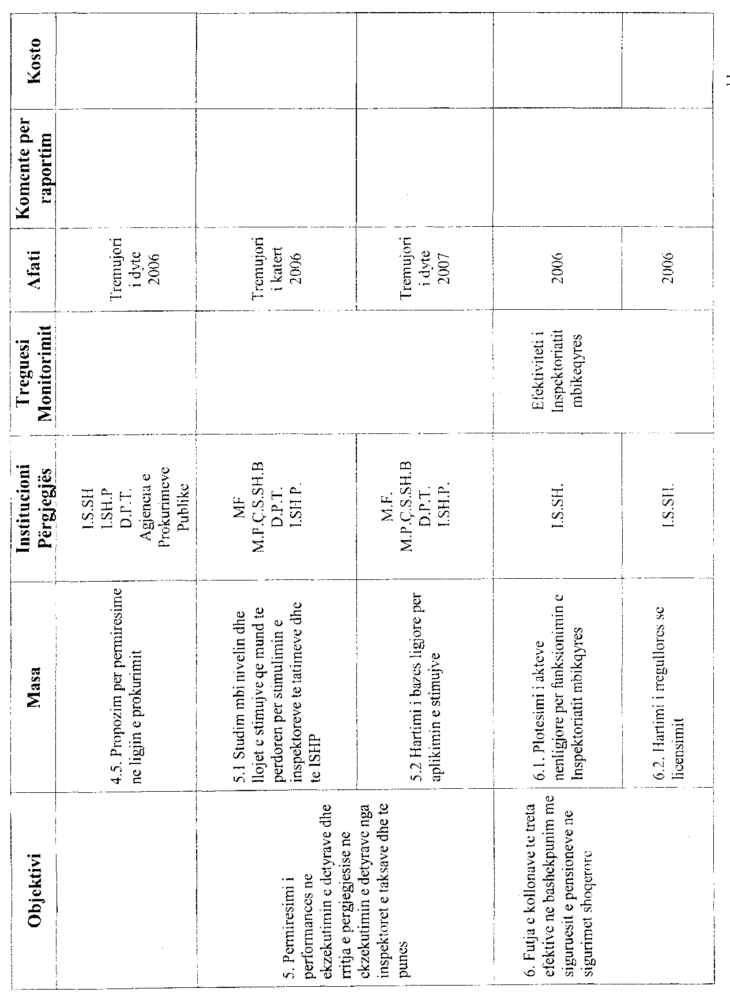 Objektivi
Masa
Institucioni
Përgjegjës
Treguesi
Monitorimit
Afati
Komente per
raportim
Kosto
4.5. Propozim per permiresime
ne ligjin e prokurimit
I.S.SH
I.SH.P
D.P.T.
Agjencia e
Prokurimeve
Publike
Tremujori
i dyte
2006
5. Permiresimi i
performances ne
ekzekutimin e detyrave dhe
rritja e pergjegjesise ne
ekzekutimin e detyrave nga
inspektoret e taksave dhe te
punes
5.1 Studim mbi nivelin dhe
llojet e stimujve qe mund te
perdoren per stimulimin e
inspektoreve te tatimeve dhe
te ISHP
MF
M.P.Ç.S.SH.B
D.P.T.
I.SH.P.
Tremujori
i katert
2006
5.2 Hartimi i bazes ligjore per
aplikimin e stimujve
M.F.
M.P.Ç.S.SH.B
D.P.T.
I.SH.P.
Tremujori
i dyte
2007
6. Futja e kollonave te treta
efektive ne bashekpunim me
siguruesit e pensioneve ne
sigurimet shoqerore
6.1. Plotesimi i akteve
nenligjore per funksionimin e
Inspektoriatit mbikqyres
I.S.SH.
Efektiviteti i
Inspektoriatit
mbikeqyres
2006
6.2. Hartimi i rregullores se
licensimit
I.S.SH.
2006